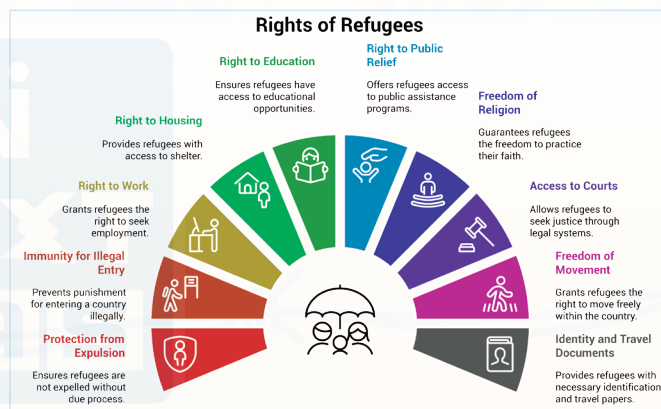 Rights of Refugees
Right to Public
Relief
Offers refugees access
to public assistance
programs.
Right to Education
Ensures refugees have
access to educational
opportunities.
Freedom of
Religion
Guarantees refugees
the freedom to practice
their faith.
Right to Housing
Provides refugees with
access to shelter.
Right to Work
Grants refugees the
right to seek
employment.
Access to Courts
Allows refugees to
seek justice through
legal systems.
Immunity for Illegal
Entry
Prevents punishment
for entering a country
illegally.
Freedom of
Movement
Grants refugees the
right to move freely
within the country.
Protection from
Expulsion
Ensures refugees are
not expelled without
due process.
Identity and Travel
Documents
Provides refugees with
necessary identification
and travel papers.